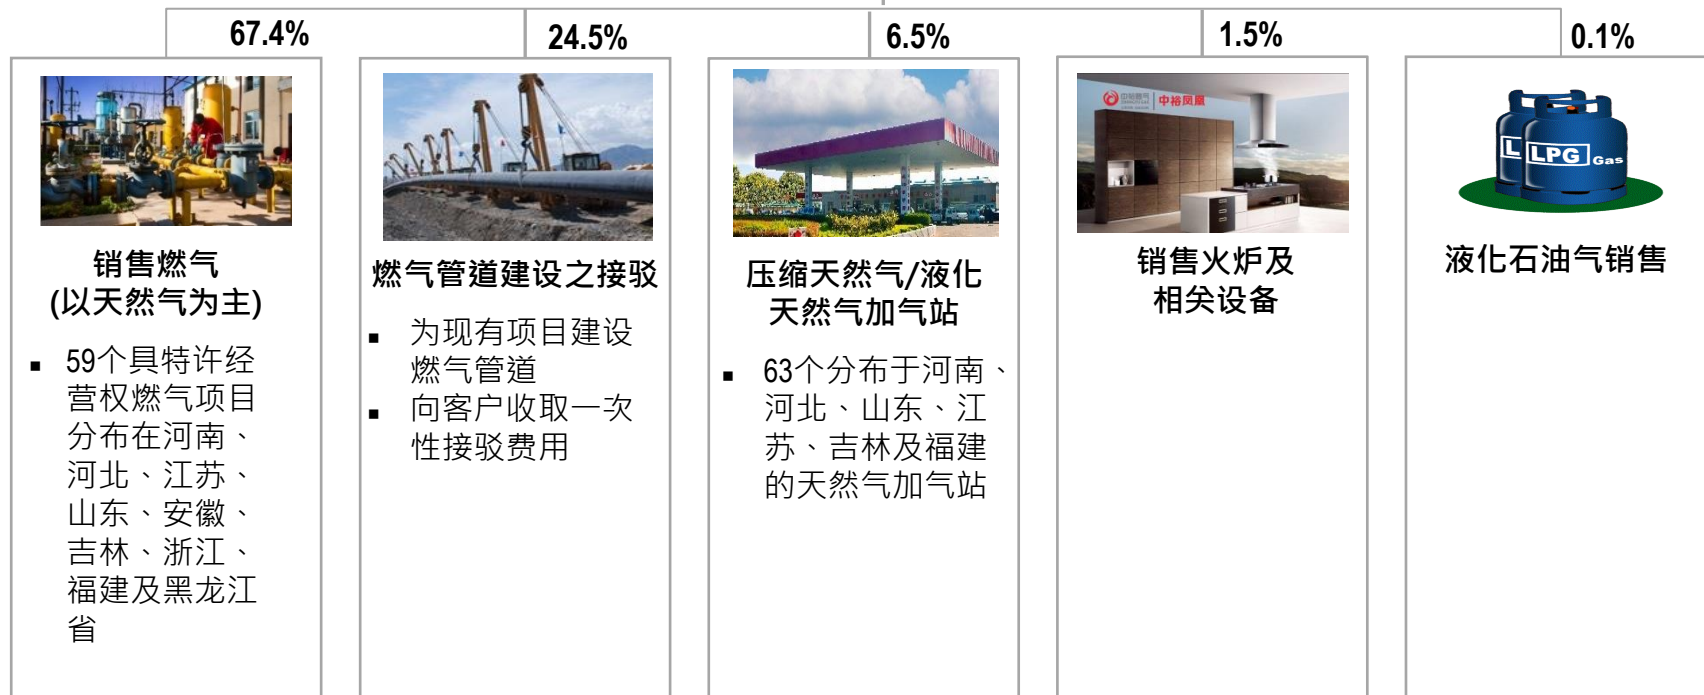 67.4%
24.5%
6.5%
1.5%
0.1%
销售燃气
(以天然气为主)
▪ 59个具特许经
营权燃气项目
分布在河南、
河北、江苏、
山东、安徽、
吉林、浙江、
福建及黑龙江
省
燃气管道建设之接驳
▪ 为现有项目建设
燃气管道
▪ 向客户收取一次
性接驳费用
压缩天然气/液化
天然气加气站
▪ 63个分布于河南、
河北、山东、江
苏、吉林及福建
的天然气加气站
中裕燃气
中裕凤凰
销售火炉及
相关设备
L LPG Gas
液化石油气销售